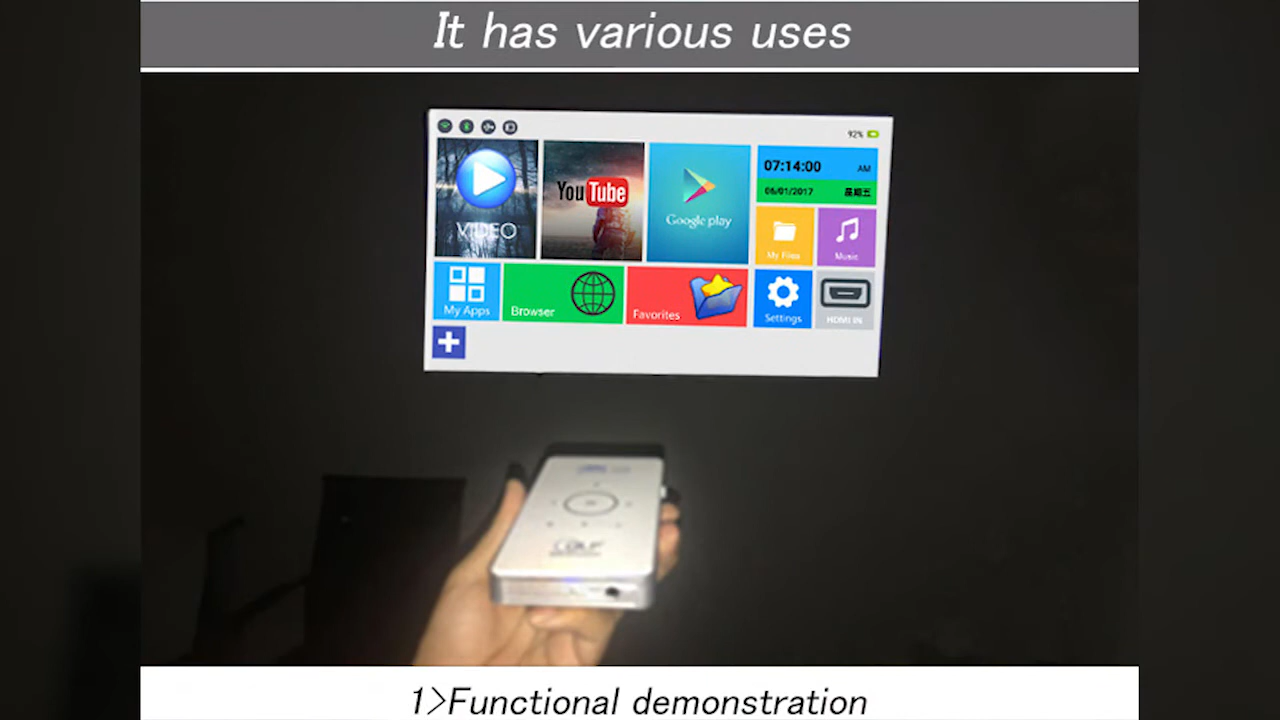 It has various uses
92%
VIDEO
YouTube
Google play
07:14:00 AM
06/01/2017 星期五
My Files
Music
My Apps
Browser
Favorites
Settings
HDMI IN
DLP
1>Functional demonstration